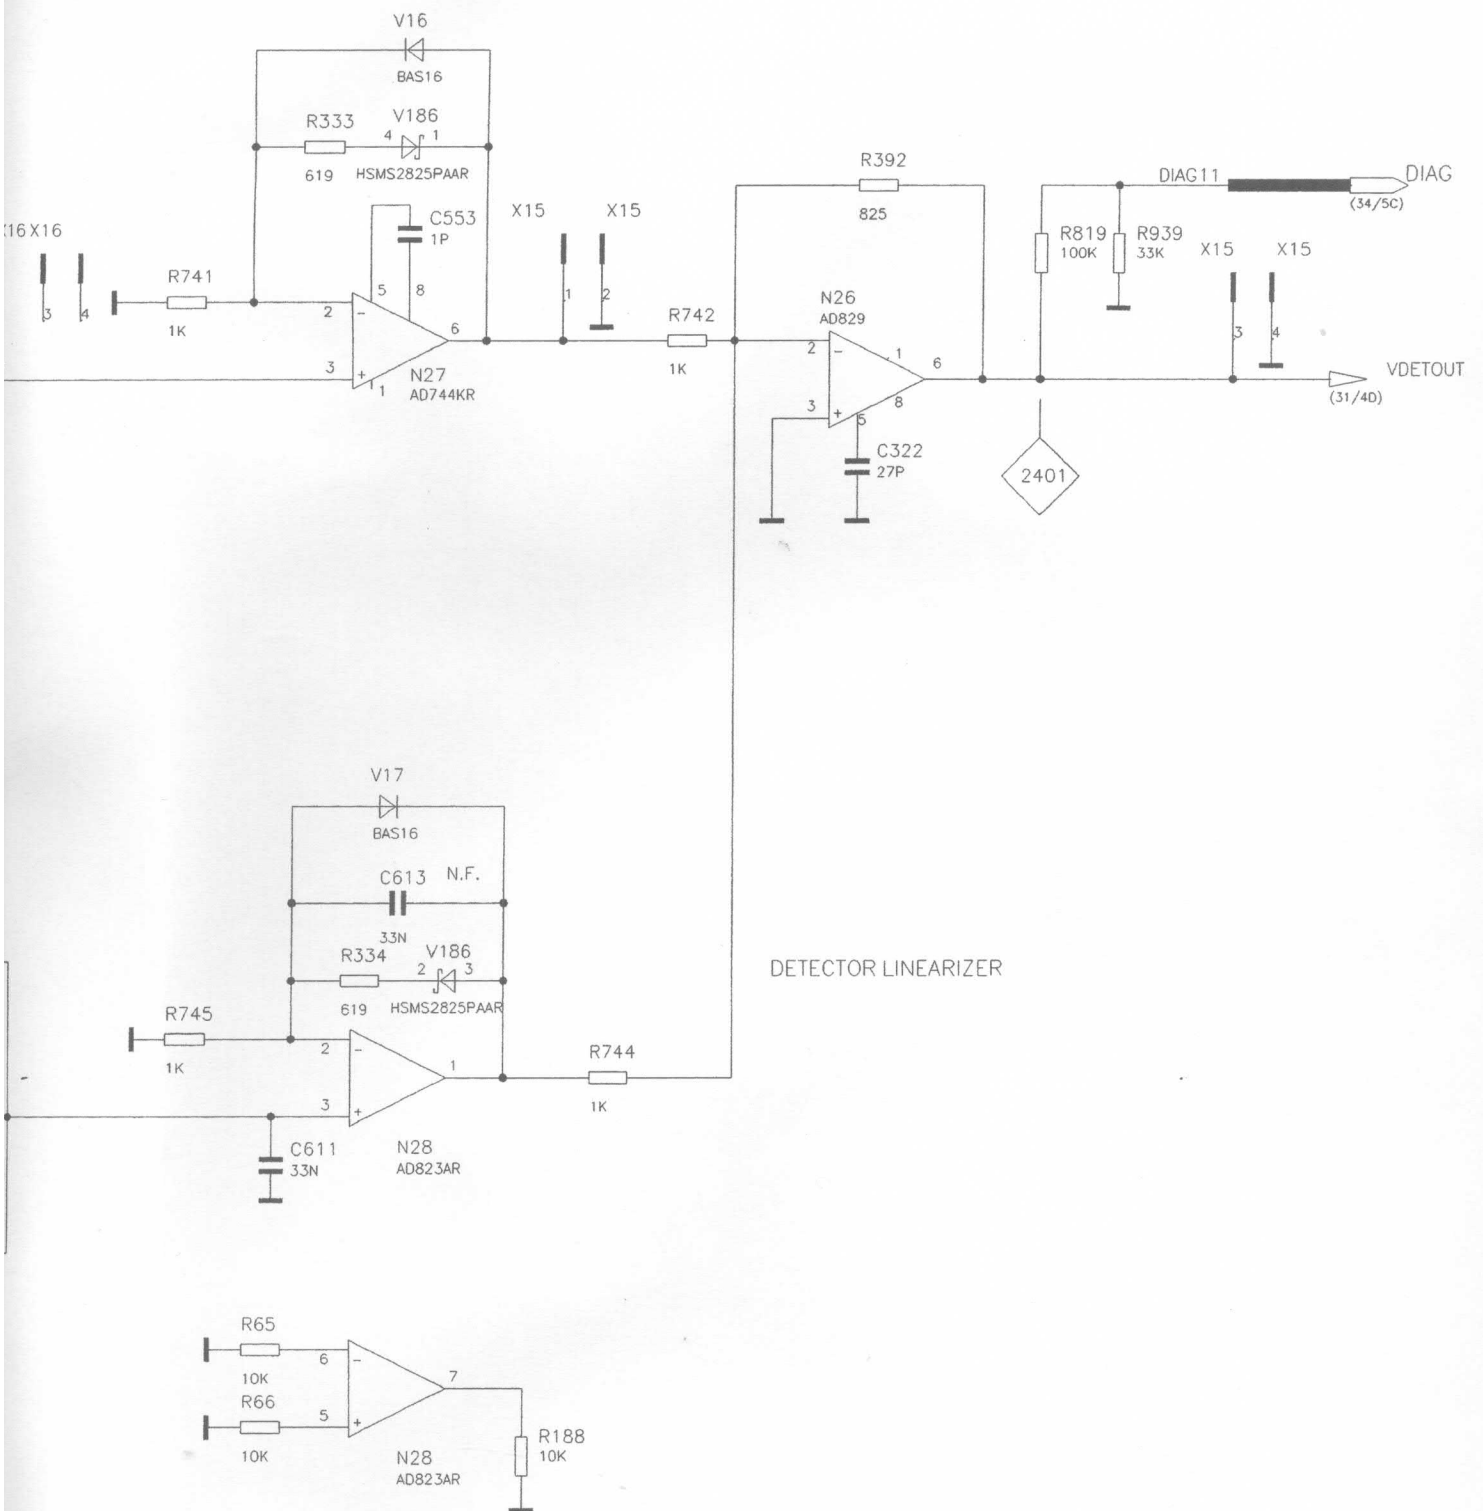 V16
BAS16
R333
V186
4
1
619
HSMS2825PAAR
C553
1P
X15
X15
R392
825
DIAG11
DIAG
(34/5C)
R819
100K
R939
33K
X15
X15
X16
3
4
R741
1K
5
8
2
3
6
1
N27
AD744KR
1
2
R742
1K
N26
AD829
2
1
6
3
8
5
3
4
VDETOUT
(31/4D)
C322
27P
2401
V17
BAS16
C613
N.F.
33N
R334
V186
2
3
619
HSMS2825PAAR
DETECTOR LINEARIZER
R745
1K
2
1
3
R744
1K
C611
33N
N28
AD823AR
R65
10K
6
7
R66
10K
5
R188
10K
N28
AD823AR